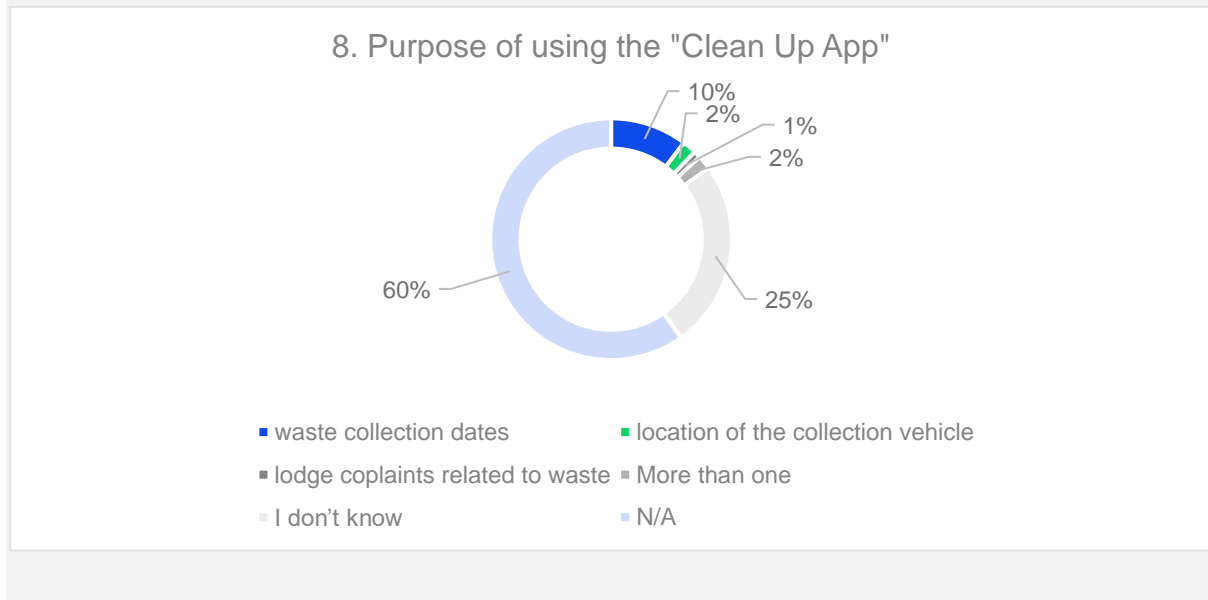 8. Purpose of using the "Clean Up App"
10%
2%
1%
2%
25%
60%
waste collection dates
location of the collection vehicle
lodge coplaints related to waste
More than one
I don’t know
N/A